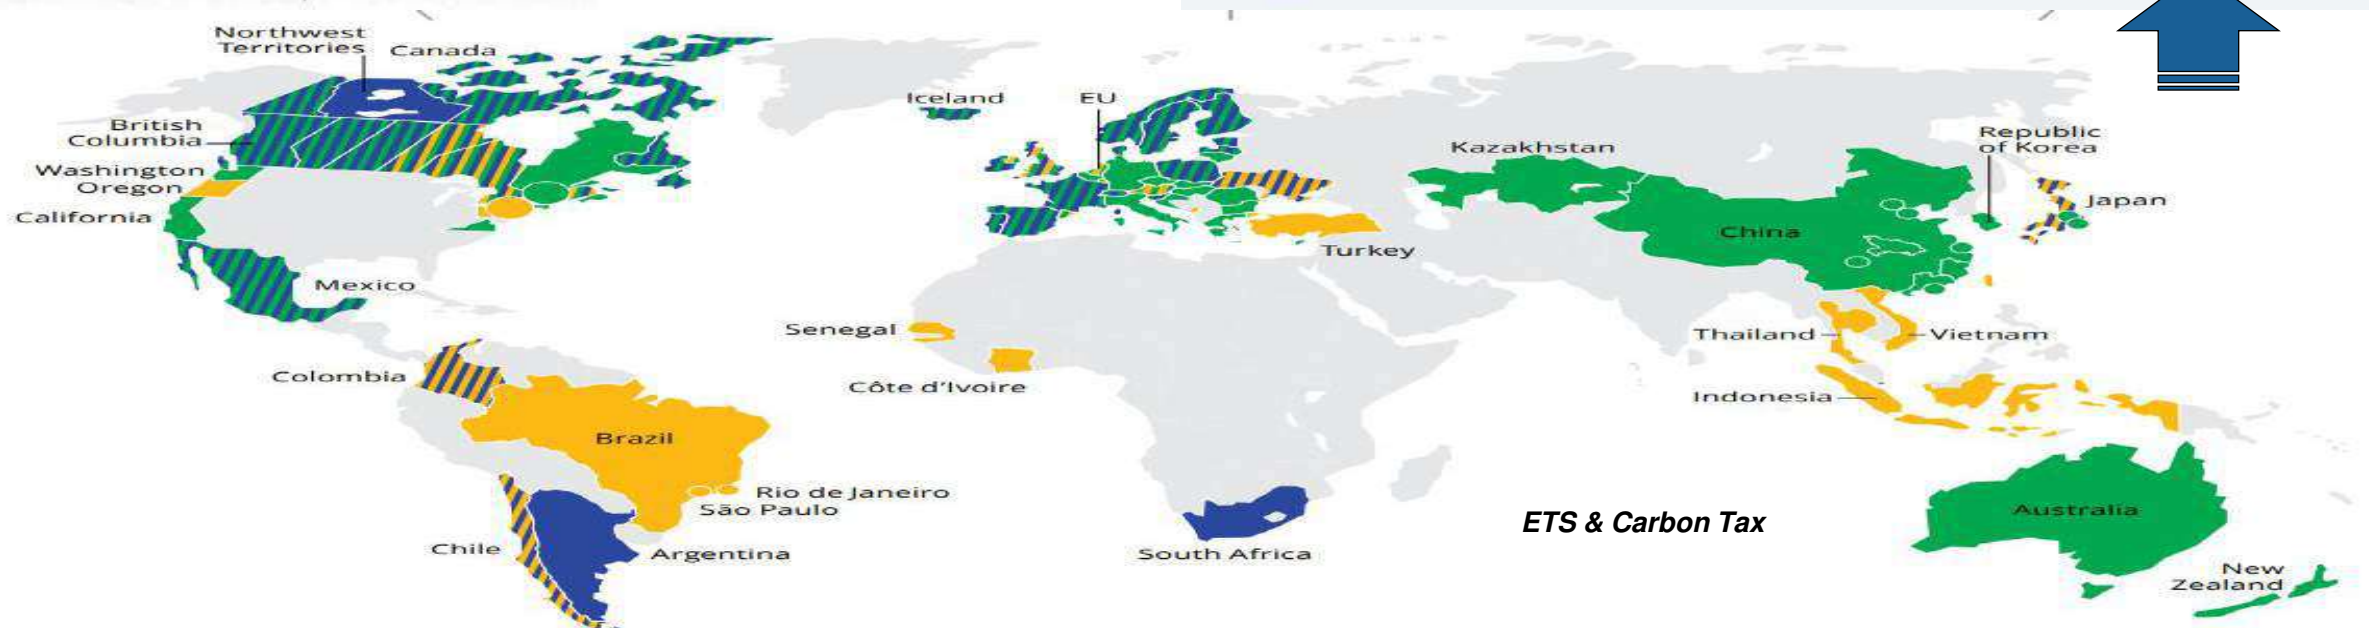 Northwest
Territories
Canada
Iceland
EU
British
Columbia
Washington
Oregon
California
Kazakhstan
Republic
of Korea
Japan
China
Turkey
Mexico
Senegal
Thailand
Vietnam
Colombia
Côte d'Ivoire
Indonesia
Brazil
Rio de Janeiro
São Paulo
ETS & Carbon Tax
Australia
Chile
Argentina
South Africa
New
Zealand